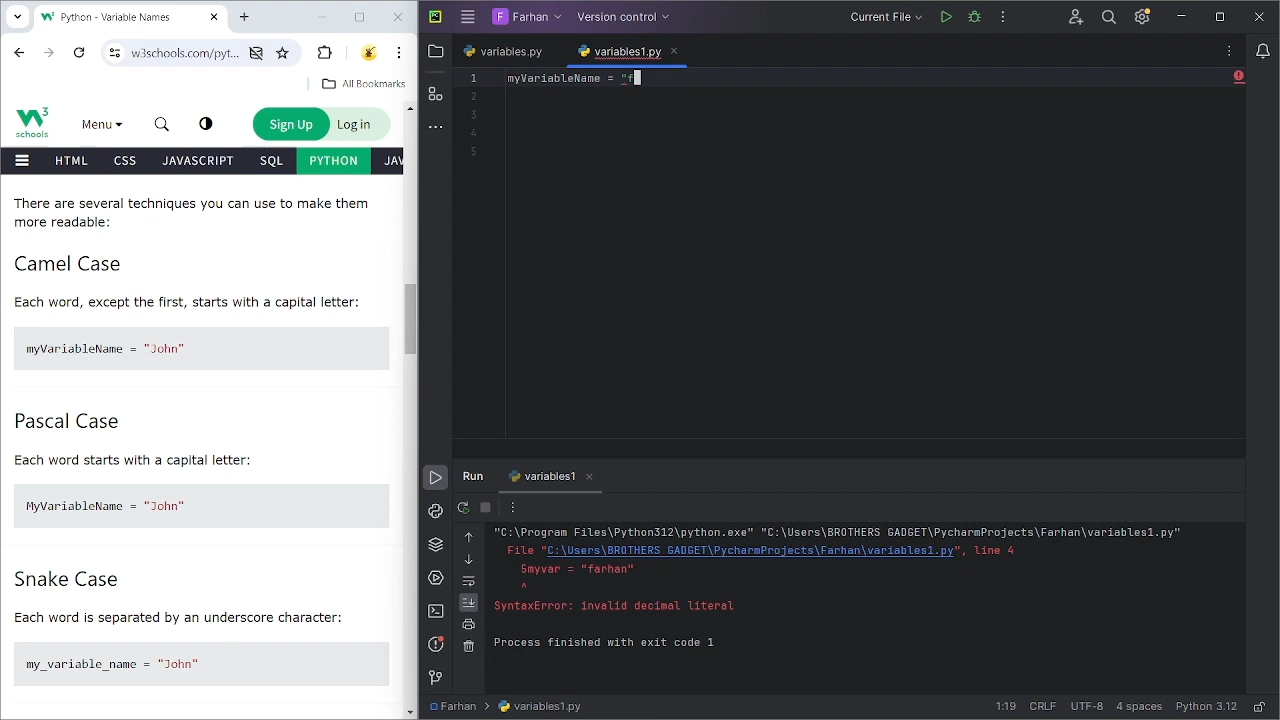 Python - Variable Names
w3schools.com/pyt...
All Bookmarks
schools
Menu
Sign Up
Log in
HTML CSS JAVASCRIPT SQL PYTHON JAV
There are several techniques you can use to make them
more readable:
Camel Case
Each word, except the first, starts with a capital letter:
myVariableName = "John"
Pascal Case
Each word starts with a capital letter:
MyVariableName = "John"
Snake Case
Each word is separated by an underscore character:
my_variable_name = "John"
F Farhan Version control Current File
variables.py variables1.py
1 myVariableName = "f
2
3
4
5
Run variables1
"C:\Program Files\Python312\python.exe" "C:\Users\BROTHERS GADGET\PycharmProjects\Farhan\variables1.py"
File "C:\Users\BROTHERS GADGET\PycharmProjects\Farhan\variables1.py", line 4
5myvar = "farhan"
^
SyntaxError: invalid decimal literal
Process finished with exit code 1
Farhan > variables1.py 1:19 CRLF UTF-8 4 spaces Python 3.12